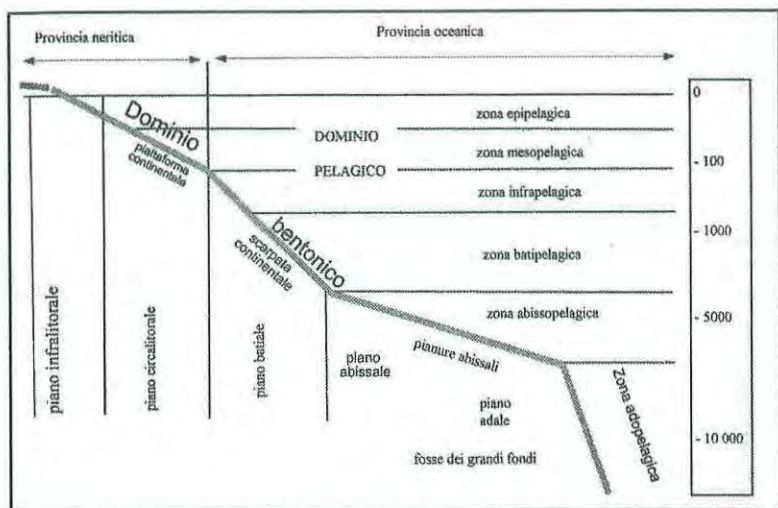 Provincia neritica
Provincia oceanica
0
zona epipelagica
Dominio
DOMINIO
piattaforma
continentale
zona mesopelagica
- 100
PELAGICO
zona infrapelagica
bentonico
scarpata
continentale
- 1000
zona batipelagica
zona abissopelagica
- 5000
pianure abissali
piano infralitorale
piano circalitorale
piano batiale
piano
abissale
piano
adale
Zona adopelagica
- 10 000
fosse dei grandi fondi